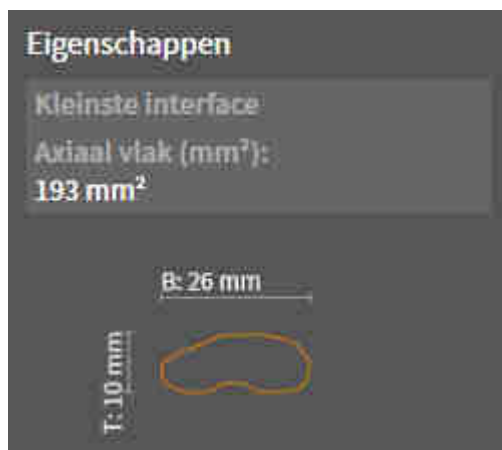 Eigenschappen
Kleinste interface
Axiaal vlak (mm²):
193 mm²
B: 26 mm
T: 10 mm